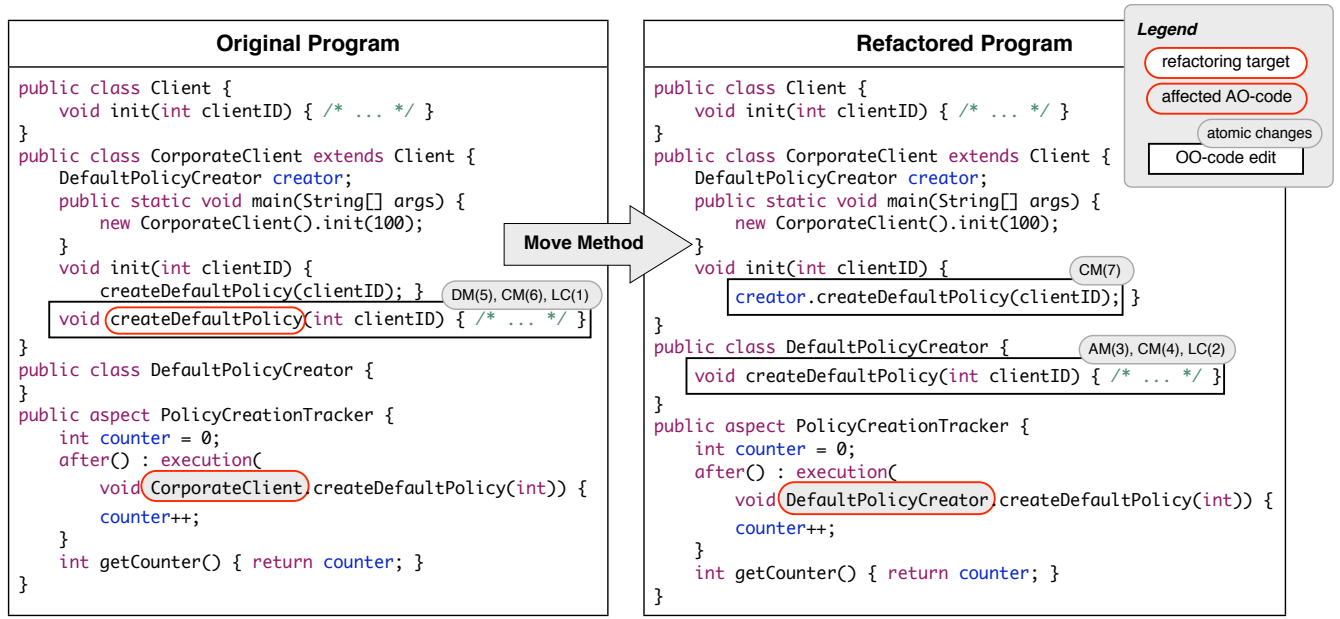 Original Program
public class Client {
void init(int clientID) { /* ... */ }
}
public class CorporateClient extends Client {
DefaultPolicyCreator creator;
public static void main(String[] args) {
new CorporateClient().init(100);
}
void init(int clientID) {
createDefaultPolicy(clientID); }
DM(5), CM(6), LC(1)
void createDefaultPolicy(int clientID) { /* ... */ }
}
public class DefaultPolicyCreator {
}
public aspect PolicyCreationTracker {
int counter = 0;
after() : execution(
void CorporateClient.createDefaultPolicy(int)) {
counter++;
}
int getCounter() { return counter; }
}
Move Method
Refactored Program
public class Client {
void init(int clientID) { /* ... */ }
}
public class CorporateClient extends Client {
DefaultPolicyCreator creator;
public static void main(String[] args) {
new CorporateClient().init(100);
}
void init(int clientID) {
CM(7)
creator.createDefaultPolicy(clientID); }
}
public class DefaultPolicyCreator {
AM(3), CM(4), LC(2)
void createDefaultPolicy(int clientID) { /* ... */ }
}
public aspect PolicyCreationTracker {
int counter = 0;
after() : execution(
void DefaultPolicyCreator.createDefaultPolicy(int)) {
counter++;
}
int getCounter() { return counter; }
}
Legend
refactoring target
affected AO-code
atomic changes
OO-code edit